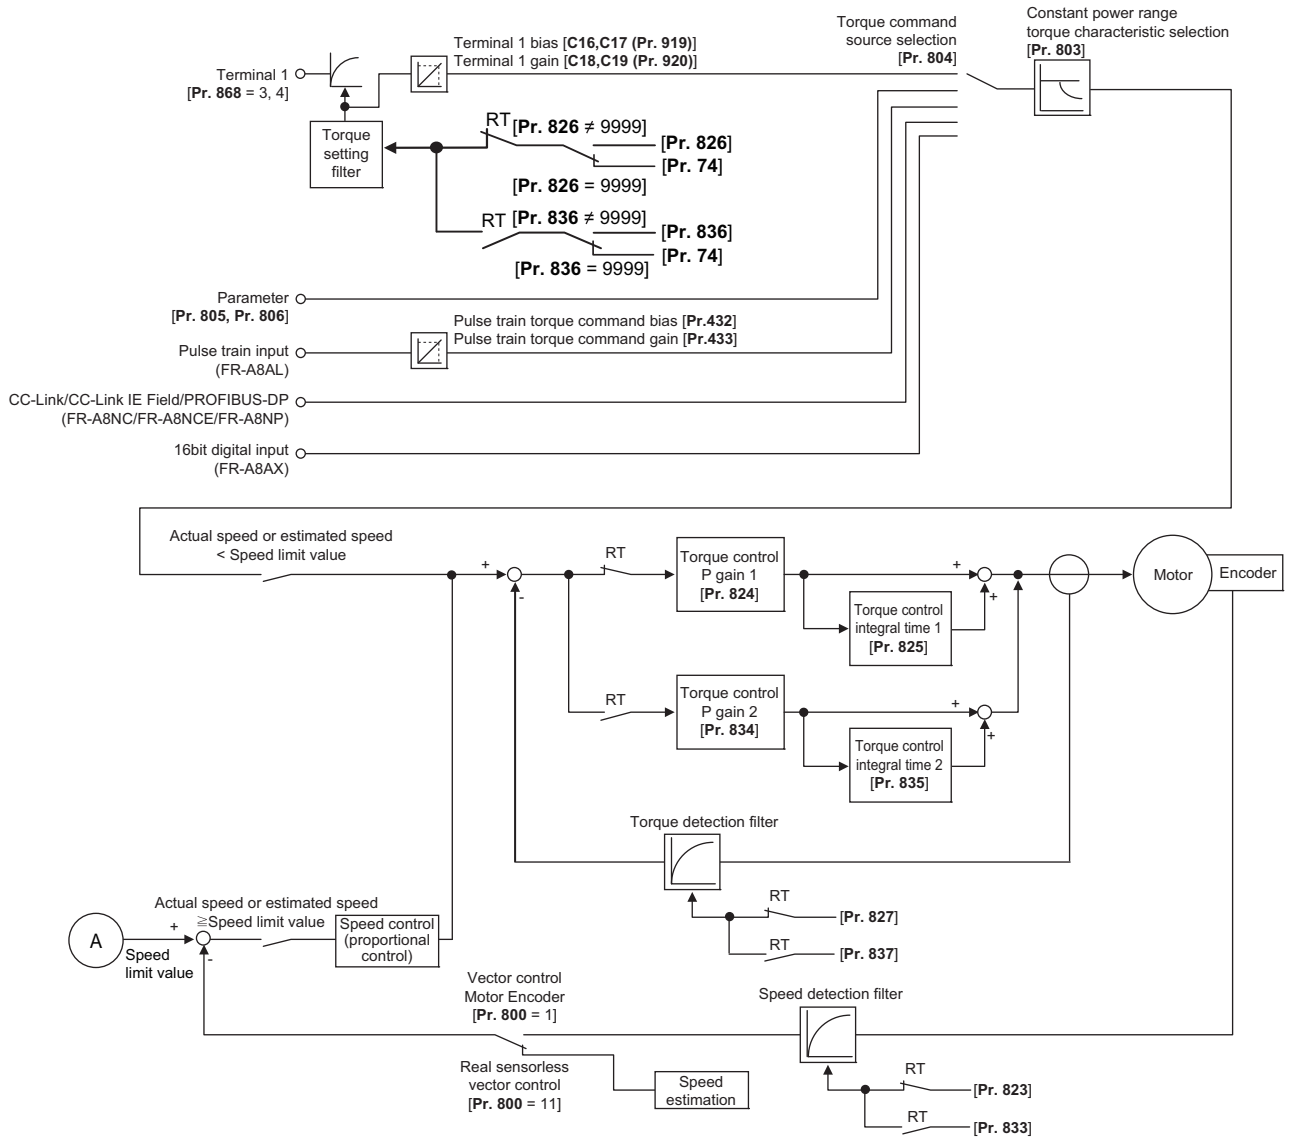 Torque command
source selection
[Pr. 804]
Constant power range
torque characteristic selection
[Pr. 803]
Terminal 1 bias [C16,C17 (Pr. 919)]
Terminal 1 gain [C18,C19 (Pr. 920)]
Terminal 1
[Pr. 868 = 3, 4]
Torque
setting
filter
RT
[Pr. 826 ≠ 9999]
[Pr. 826]
[Pr. 74]
[Pr. 826 = 9999]
RT
[Pr. 836 ≠ 9999]
[Pr. 836]
[Pr. 74]
[Pr. 836 = 9999]
Parameter
[Pr. 805, Pr. 806]
Pulse train torque command bias [Pr.432]
Pulse train torque command gain [Pr.433]
Pulse train input
(FR-A8AL)
CC-Link/CC-Link IE Field/PROFIBUS-DP
(FR-A8NC/FR-A8NCE/FR-A8NP)
16bit digital input
(FR-A8AX)
Actual speed or estimated speed
< Speed limit value
+
-
RT
Torque control
P gain 1
[Pr. 824]
+
+
Torque control
integral time 1
[Pr. 825]
Motor
Encoder
RT
Torque control
P gain 2
[Pr. 834]
+
+
Torque control
integral time 2
[Pr. 835]
Torque detection filter
RT
[Pr. 827]
RT
[Pr. 837]
Actual speed or estimated speed
≧Speed limit value
A
+
-
Speed
limit value
Speed control
(proportional
control)
Vector control
Motor Encoder
[Pr. 800 = 1]
Real sensorless
vector control
[Pr. 800 = 11]
Speed
estimation
Speed detection filter
RT
[Pr. 823]
RT
[Pr. 833]